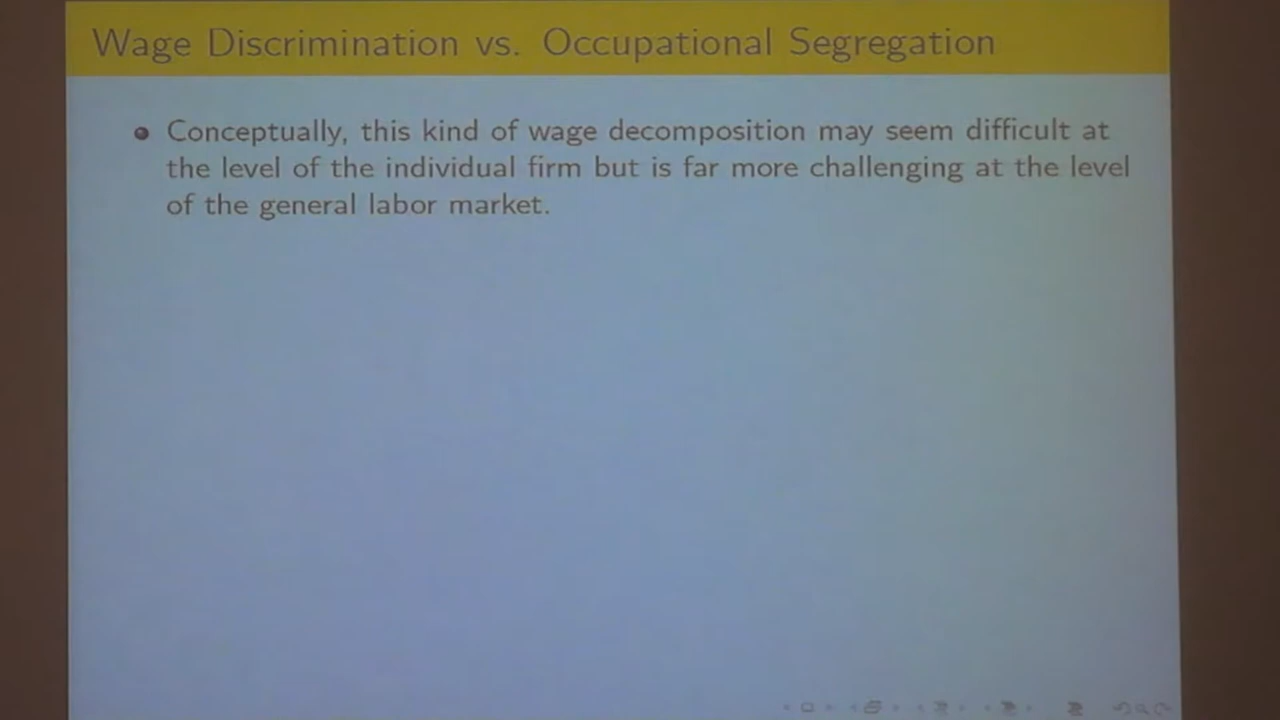 Wage Discrimination vs. Occupational Segregation
Conceptually, this kind of wage decomposition may seem difficult at
the level of the individual firm but is far more challenging at the level
of the general labor market.